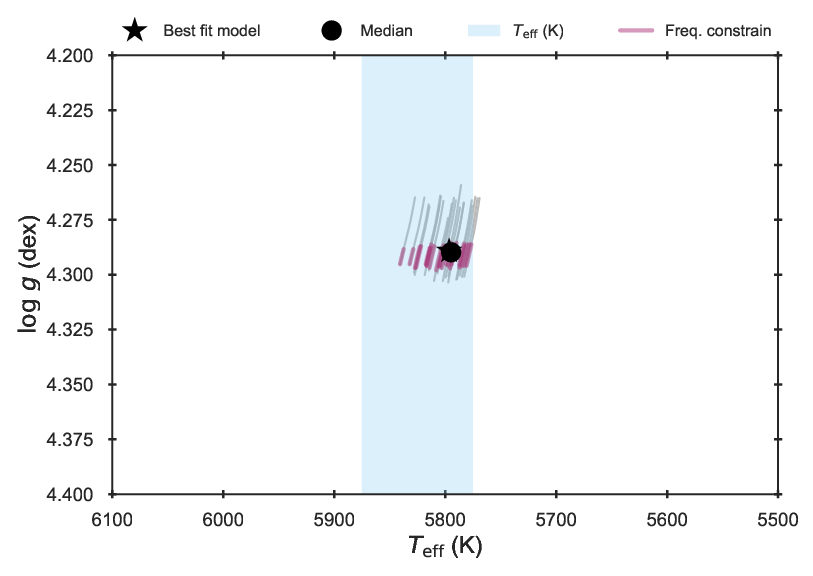 Best fit model Median Teff (K) Freq. constrain
4.200
4.225
4.250
4.275
4.300
4.325
4.350
4.375
4.400
log g (dex)
6100 6000 5900 5800 5700 5600 5500
Teff (K)